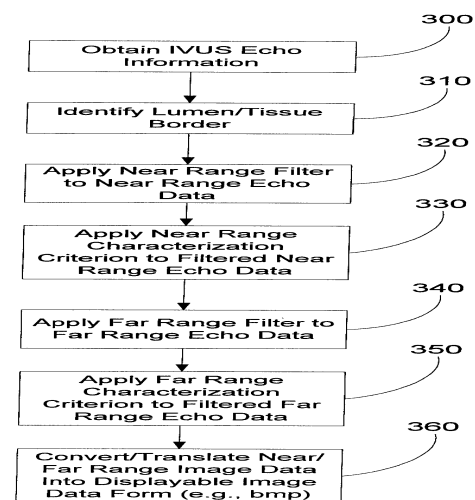 300
Obtain IVUS Echo
Information
310
Identify Lumen/Tissue
Border
320
Apply Near Range Filter
to Near Range Echo
Data
330
Apply Near Range
Characterization
Criterion to Filtered Near
Range Echo Data
340
Apply Far Range Filter to
Far Range Echo Data
350
Apply Far Range
Characterization
Criterion to Filtered Far
Range Echo Data
360
Convert/Translate Near/
Far Range Image Data
Into Displayable Image
Data Form (e.g., bmp)